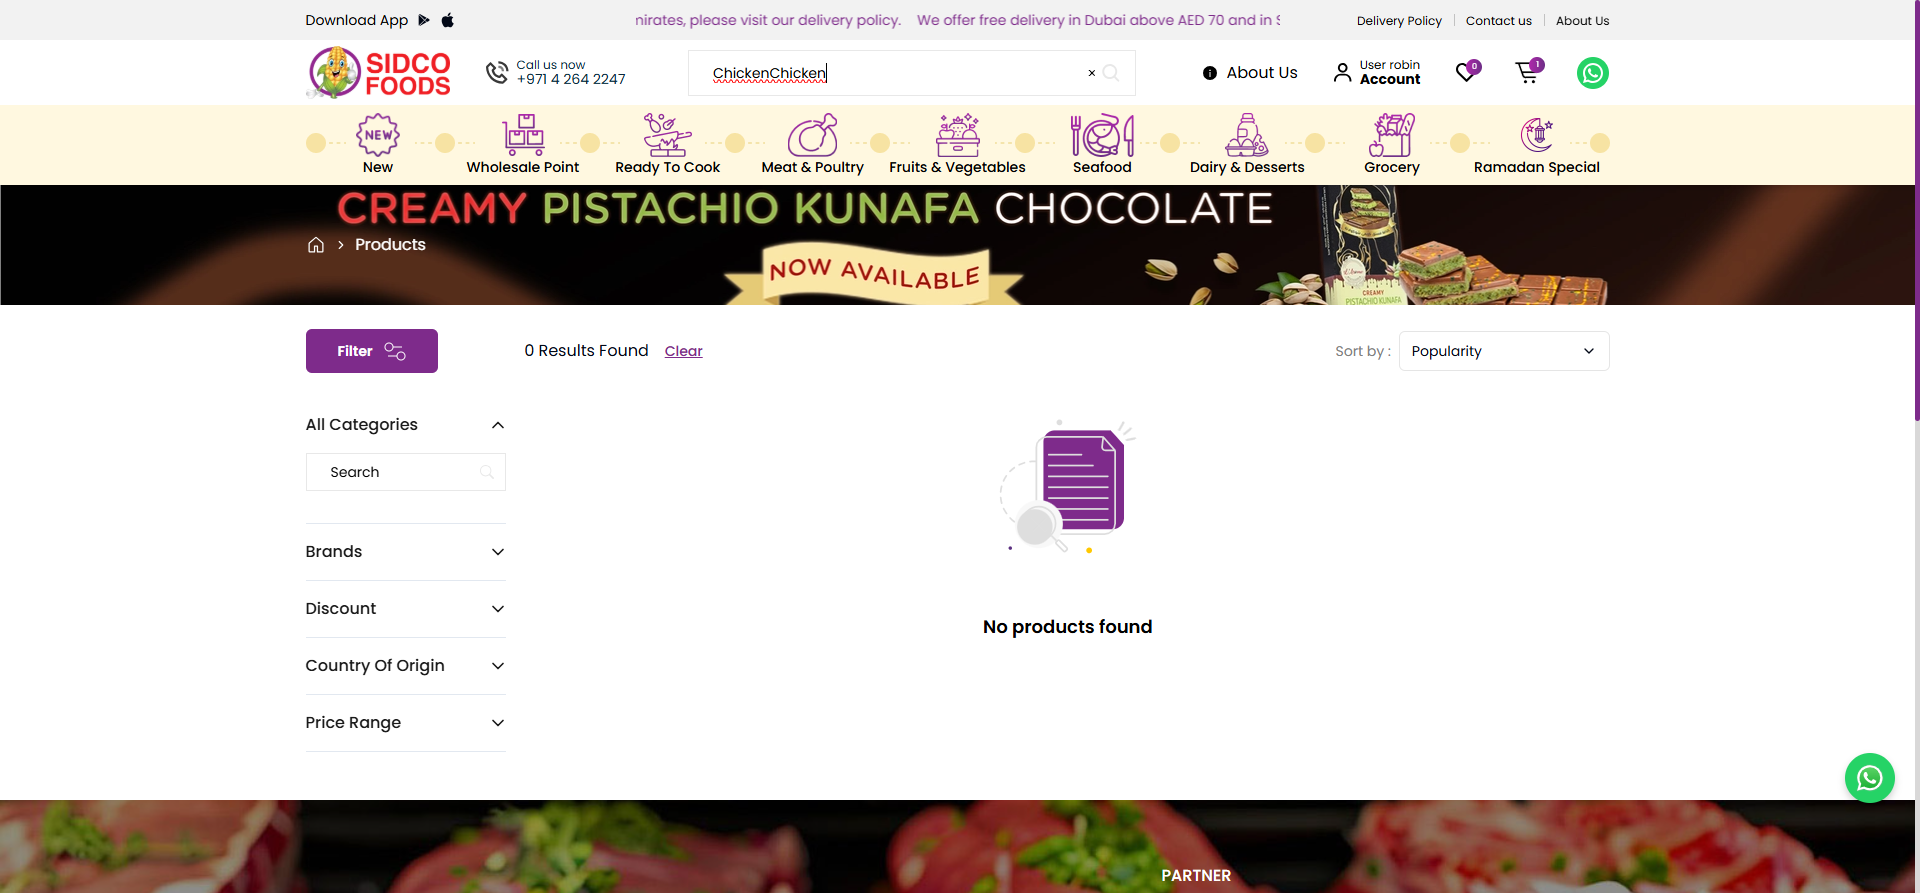 Download App
nirates, please visit our delivery policy. We offer free delivery in Dubai above AED 70 and in S
Delivery Policy
Contact us
About Us
SIDCO
FOODS
Call us now
+971 4 264 2247
ChickenChicken
×
About Us
User robin
Account
0
1
NEW
New
Wholesale Point
Ready To Cook
Meat & Poultry
Fruits & Vegetables
Seafood
Dairy & Desserts
Grocery
Ramadan Special
CREAMY PISTACHIO KUNAFA CHOCOLATE
Products
NOW AVAILABLE
CREAMY
PISTACHIO KUNAFA
Filter
0 Results Found
Clear
Sort by :
Popularity
All Categories
Search
Brands
Discount
Country Of Origin
Price Range
No products found
PARTNER